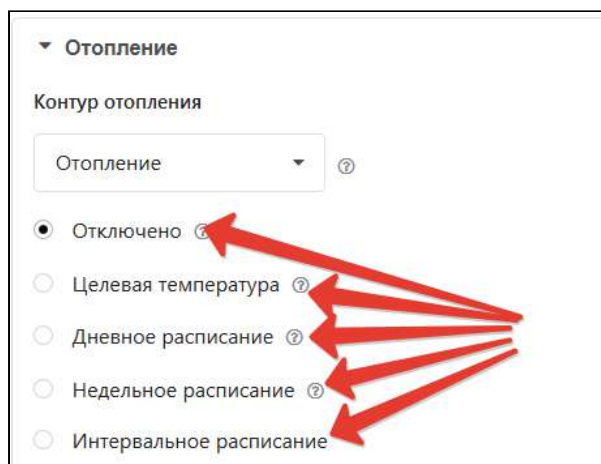 Отопление
Контур отопления
Отопление
Отключено
Целевая температура
Дневное расписание
Недельное расписание
Интервальное расписание